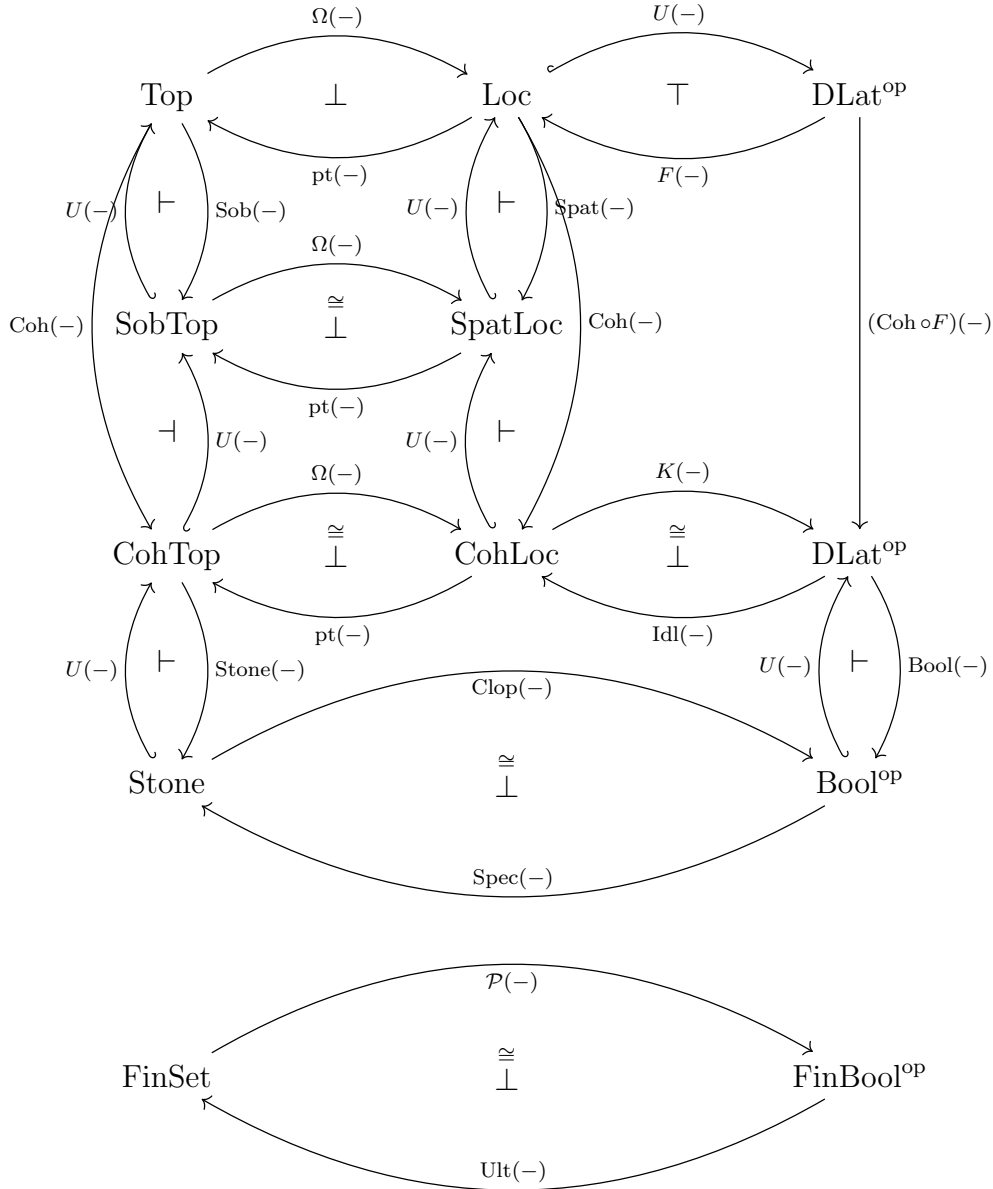 Ω(−) U(−)
Top ⊥ Loc ⊤ DLat^op
pt(−) F(−)
U(−) ⊢ Sob(−) U(−) ⊢ Spat(−)
Ω(−)
Coh(−) SobTop ≅ ⊥ SpatLoc Coh(−) (Coh ∘F)(−)
pt(−)
⊣ U(−) U(−) ⊢
Ω(−) K(−)
CohTop ≅ ⊥ CohLoc ≅ ⊥ DLat^op
pt(−) Idl(−)
U(−) ⊢ Stone(−) U(−) ⊢ Bool(−)
Clop(−)
Stone ≅ ⊥ Bool^op
Spec(−)
𝒫(−)
FinSet ≅ ⊥ FinBool^op
Ult(−)